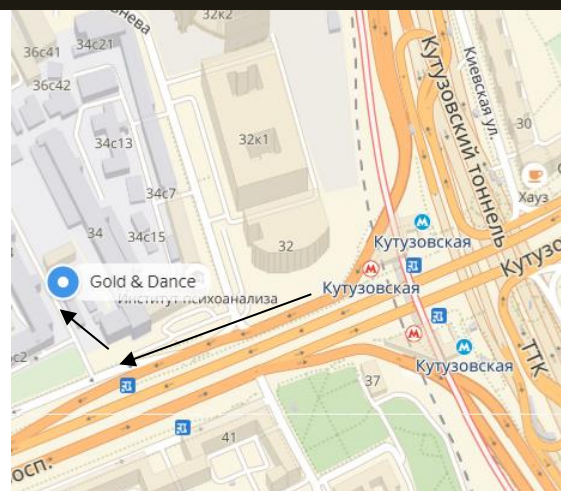 32к2
36с41
34с21
36с42
34с13
32к1
Кутузовский тоннель
Киевская ул.
30
34с7
Хауз
34
34с15
32
Кутузовская
Gold & Dance
Институт психоанализа
Кутузовская
Кутузо
Кутузовская
ТТК
37
41
осп.